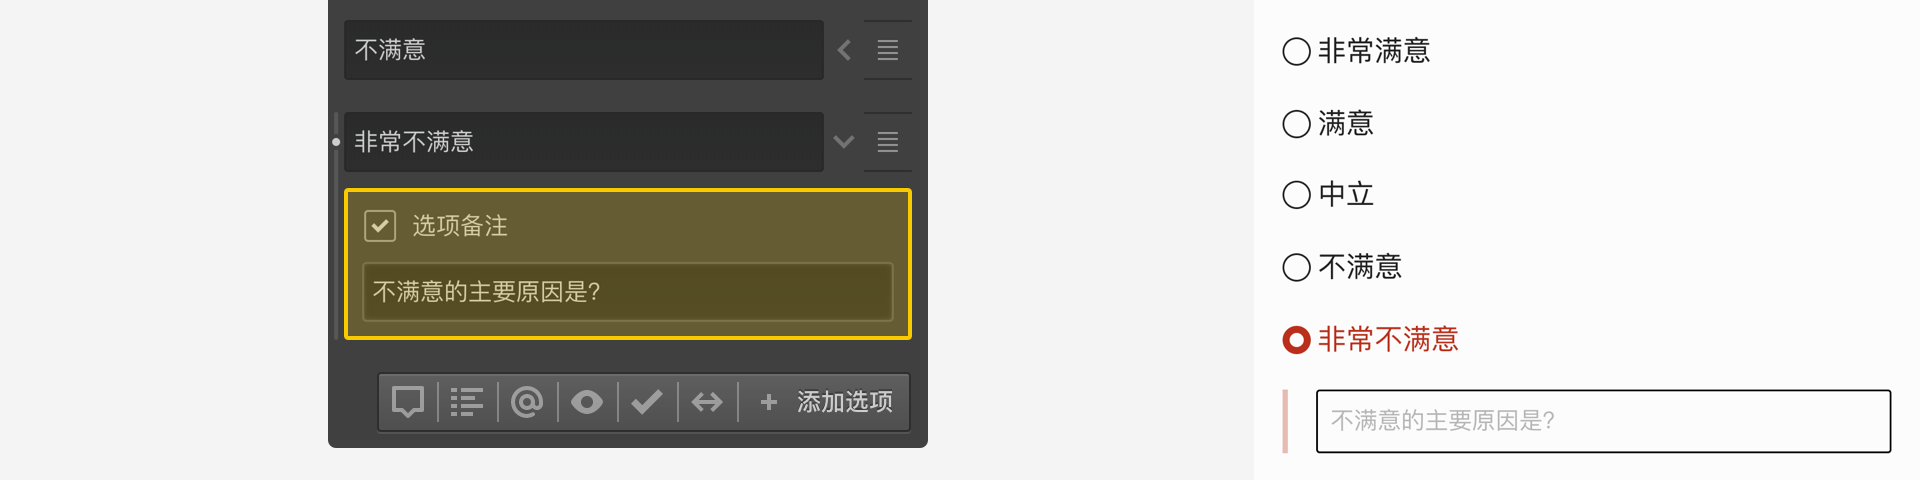 不满意
非常不满意
选项备注
不满意的主要原因是?
添加选项
非常满意
满意
中立
不满意
非常不满意
不满意的主要原因是?